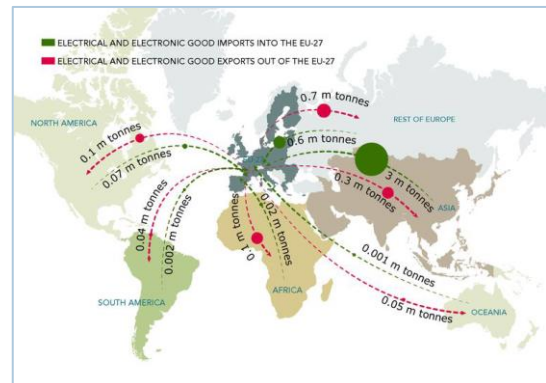 ELECTRICAL AND ELECTRONIC GOOD IMPORTS INTO THE EU-27
ELECTRICAL AND ELECTRONIC GOOD EXPORTS OUT OF THE EU-27
0.7 m tonnes
NORTH AMERICA
REST OF EUROPE
0.1 m tonnes
0.6 m tonnes
0.07 m tonnes
3 m tonnes
0.3 m tonnes
ASIA
0.04 m tonnes
0.002 m tonnes
0.1 m tonnes
0.02 m tonnes
0.001 m tonnes
SOUTH AMERICA
AFRICA
0.05 m tonnes
OCEANIA